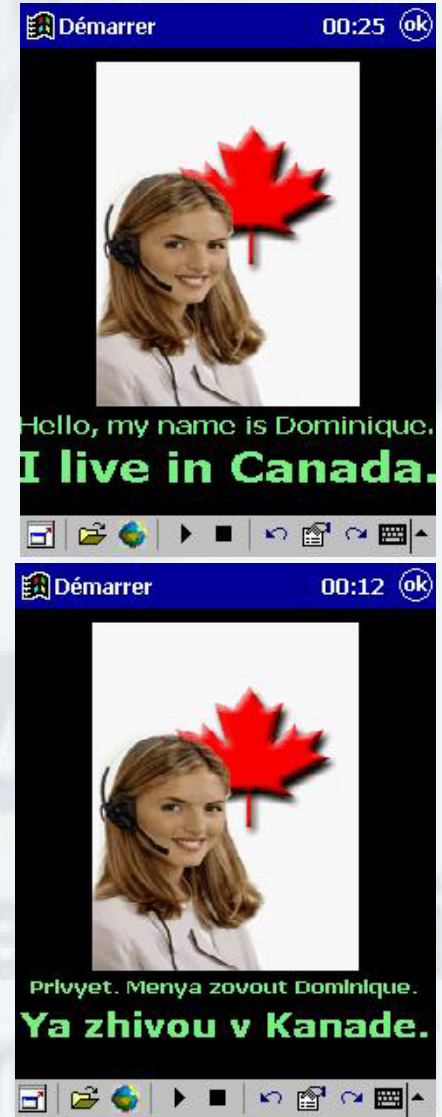 Démarrer 00:25 ok
Hello, my name is Dominique.
I live in Canada.
Démarrer 00:12 ok
Privyet. Menya zovout Dominique.
Ya zhivou v Kanade.